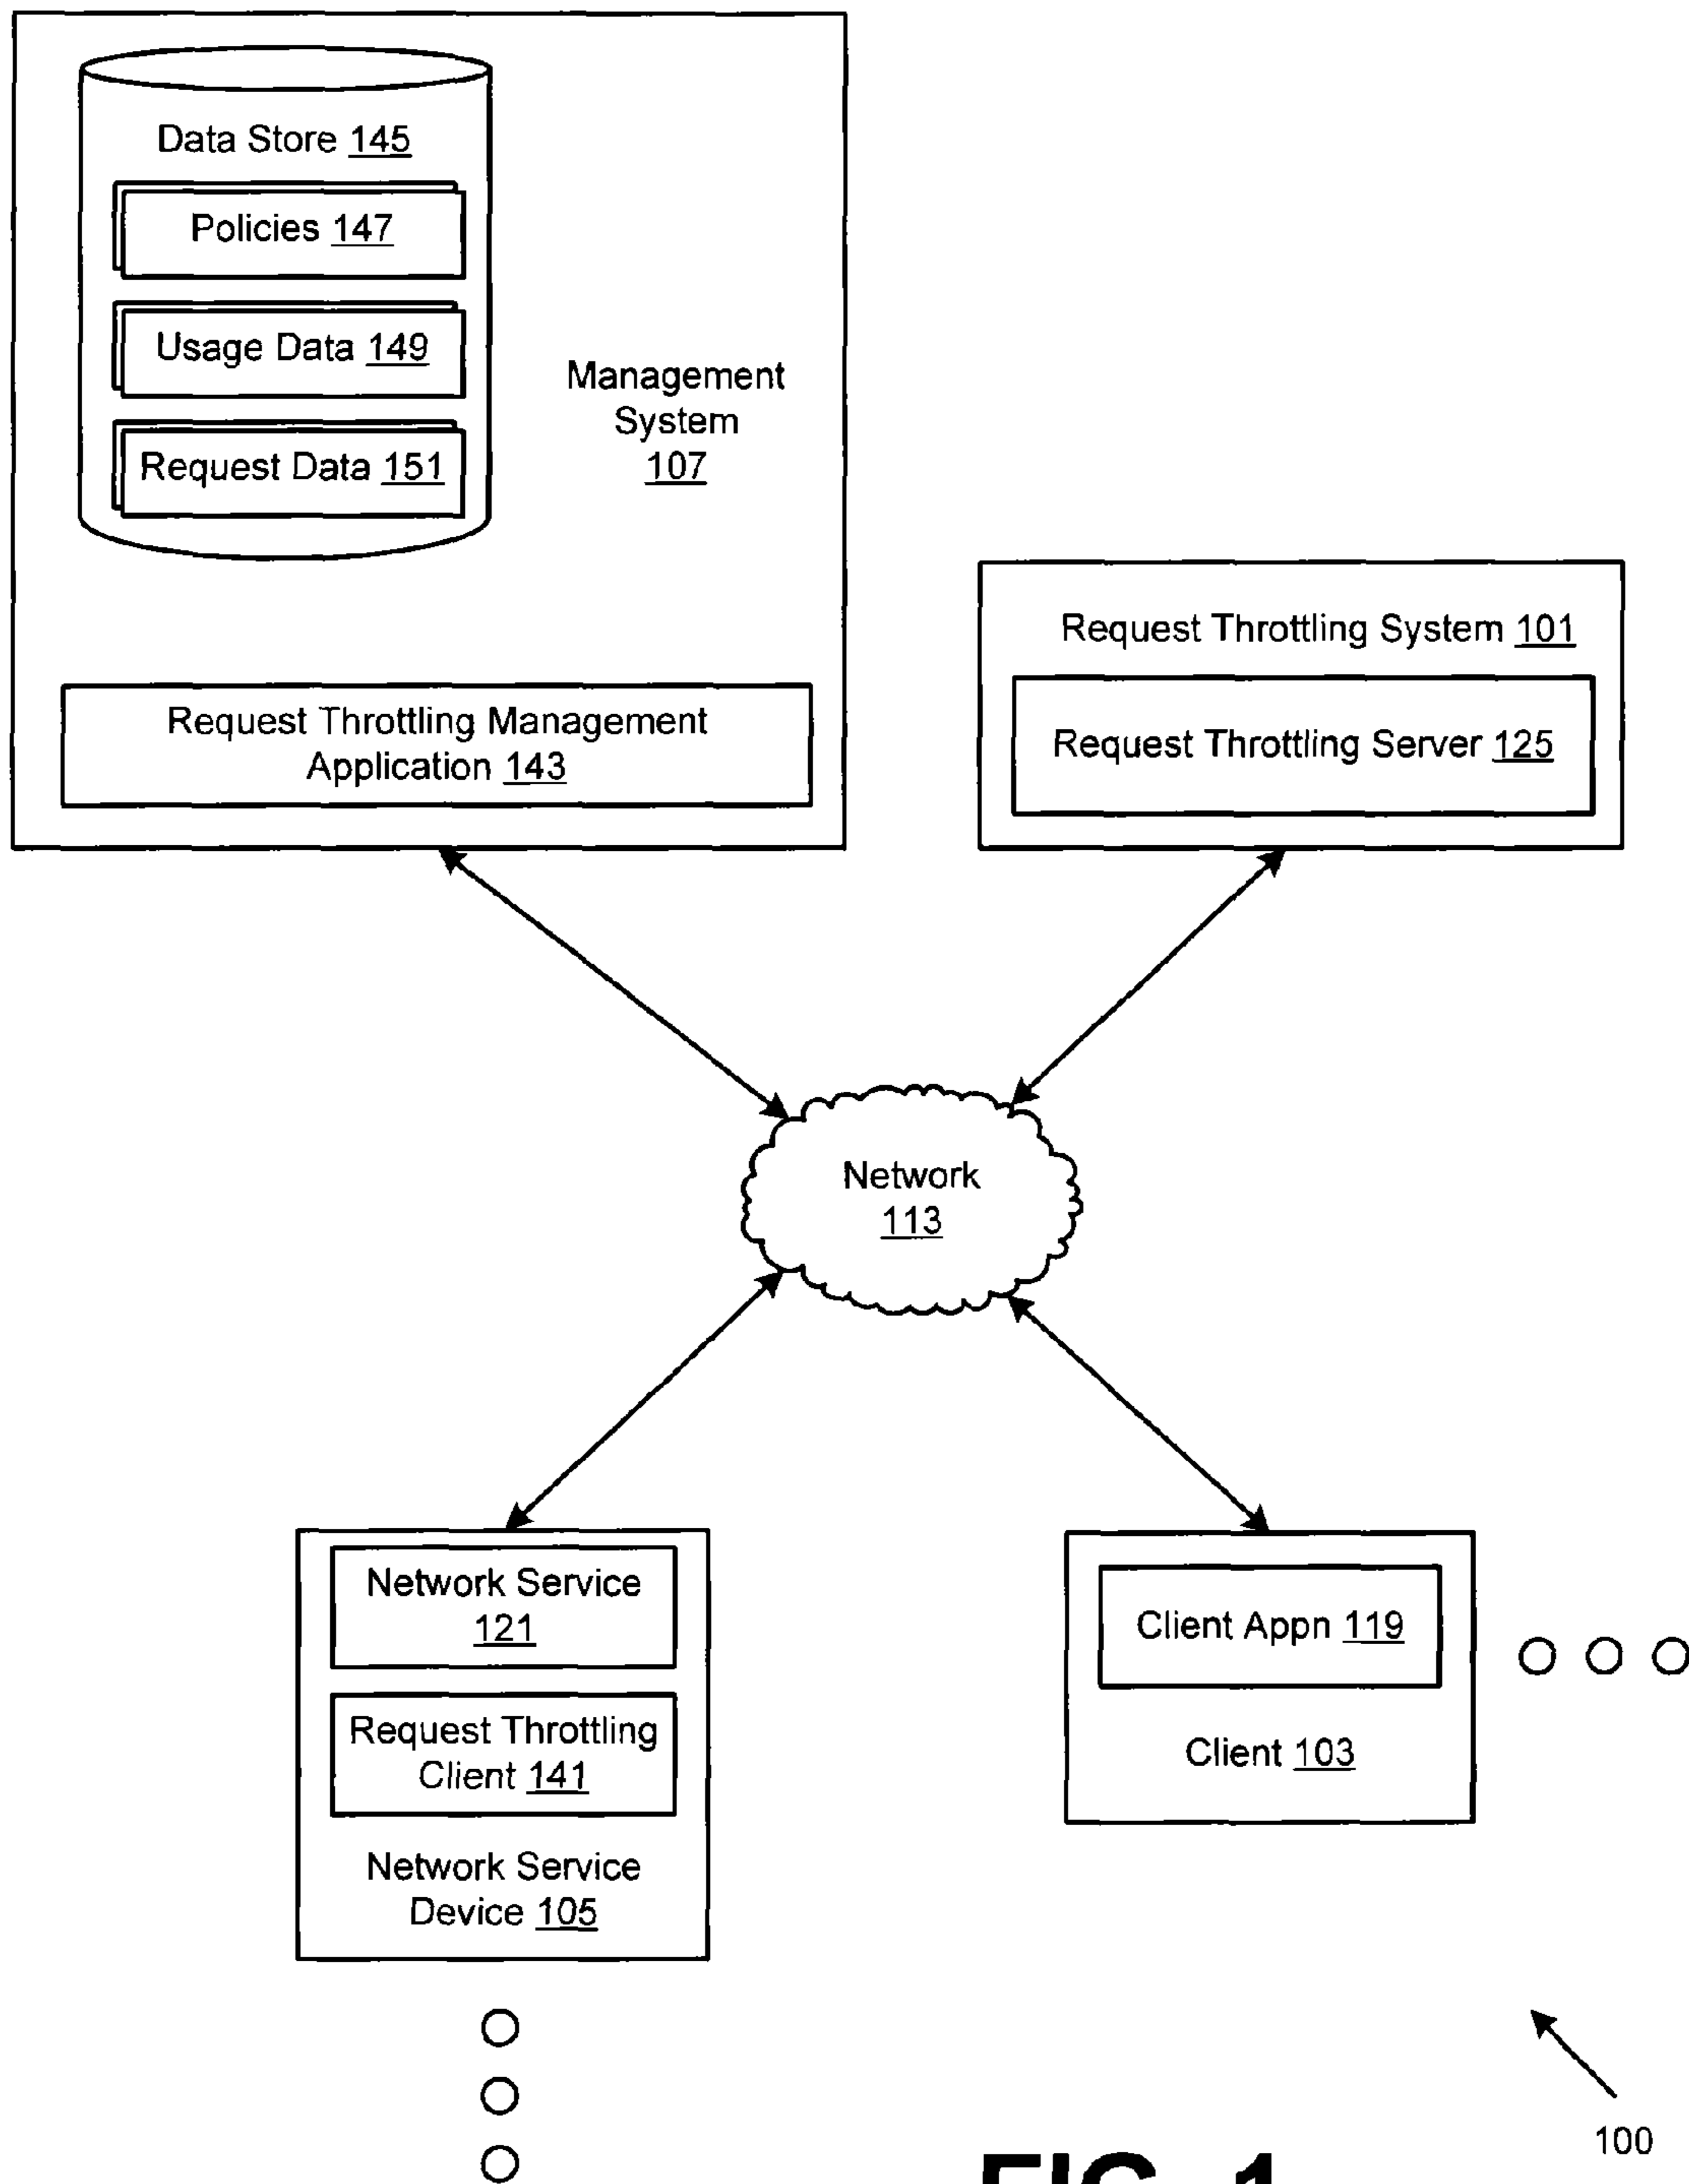 Data Store 145
Policies 147
Usage Data 149
Request Data 151
Management
System
107
Request Throttling Management
Application 143
Request Throttling System 101
Request Throttling Server 125
Network
113
Network Service
121
Request Throttling
Client 141
Network Service
Device 105
Client Appn 119
Client 103
100
FIG. 1